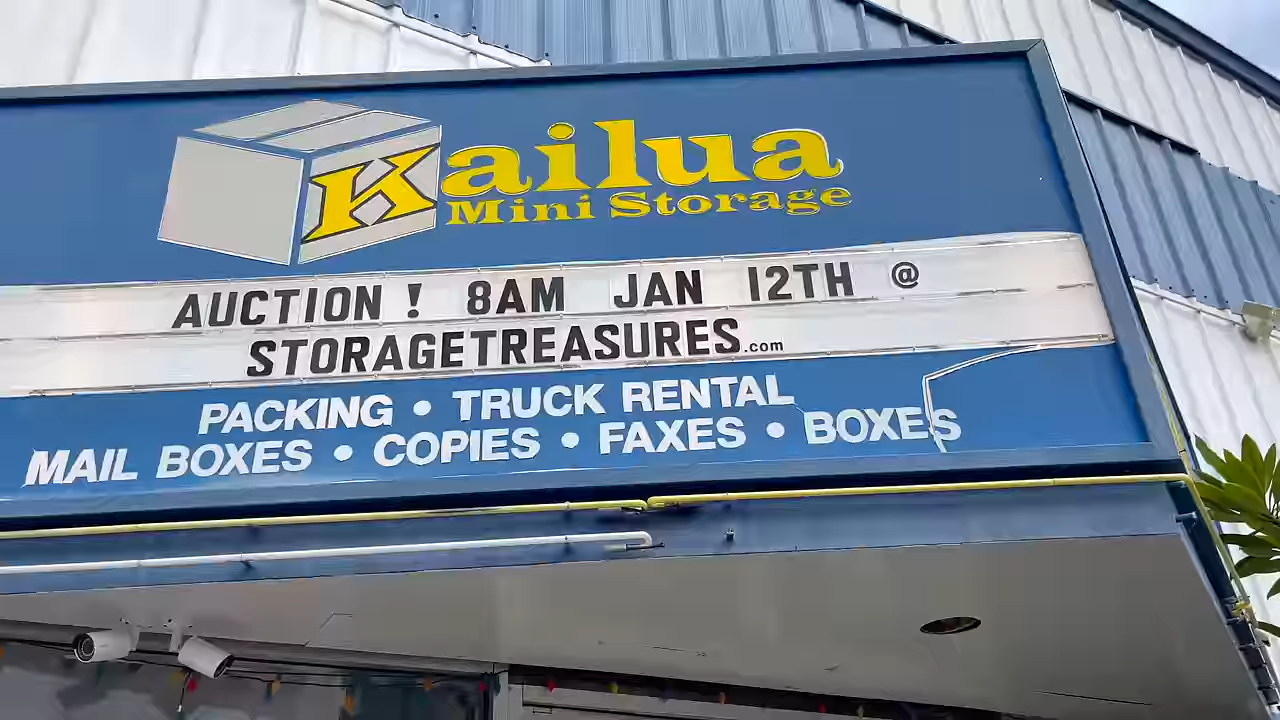 Kailua
Mini Storage
AUCTION ! 8AM JAN 12TH @
STORAGETREASURES.com
PACKING • TRUCK RENTAL
MAIL BOXES • COPIES • FAXES • BOXES